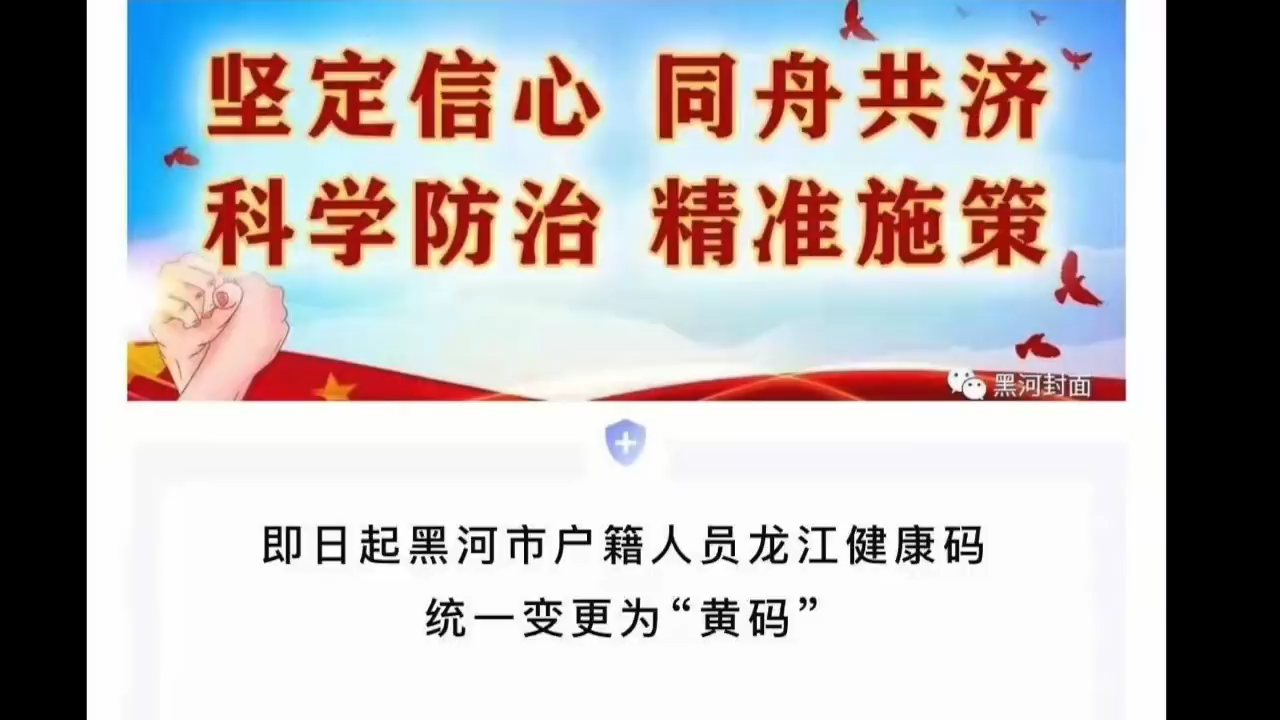 坚定信心 同舟共济
科学防治 精准施策
黑河封面
即日起黑河市户籍人员龙江健康码
统一变更为“黄码”